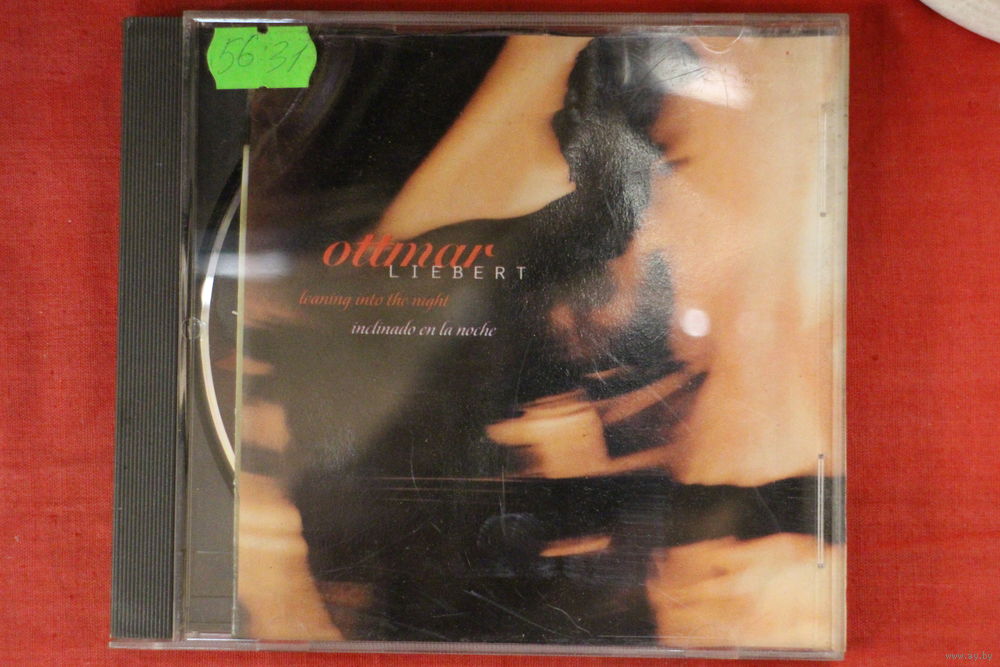 56:31
ottmar
LIEBERT
leaning into the night
inclinado en la noche
www.ay.by